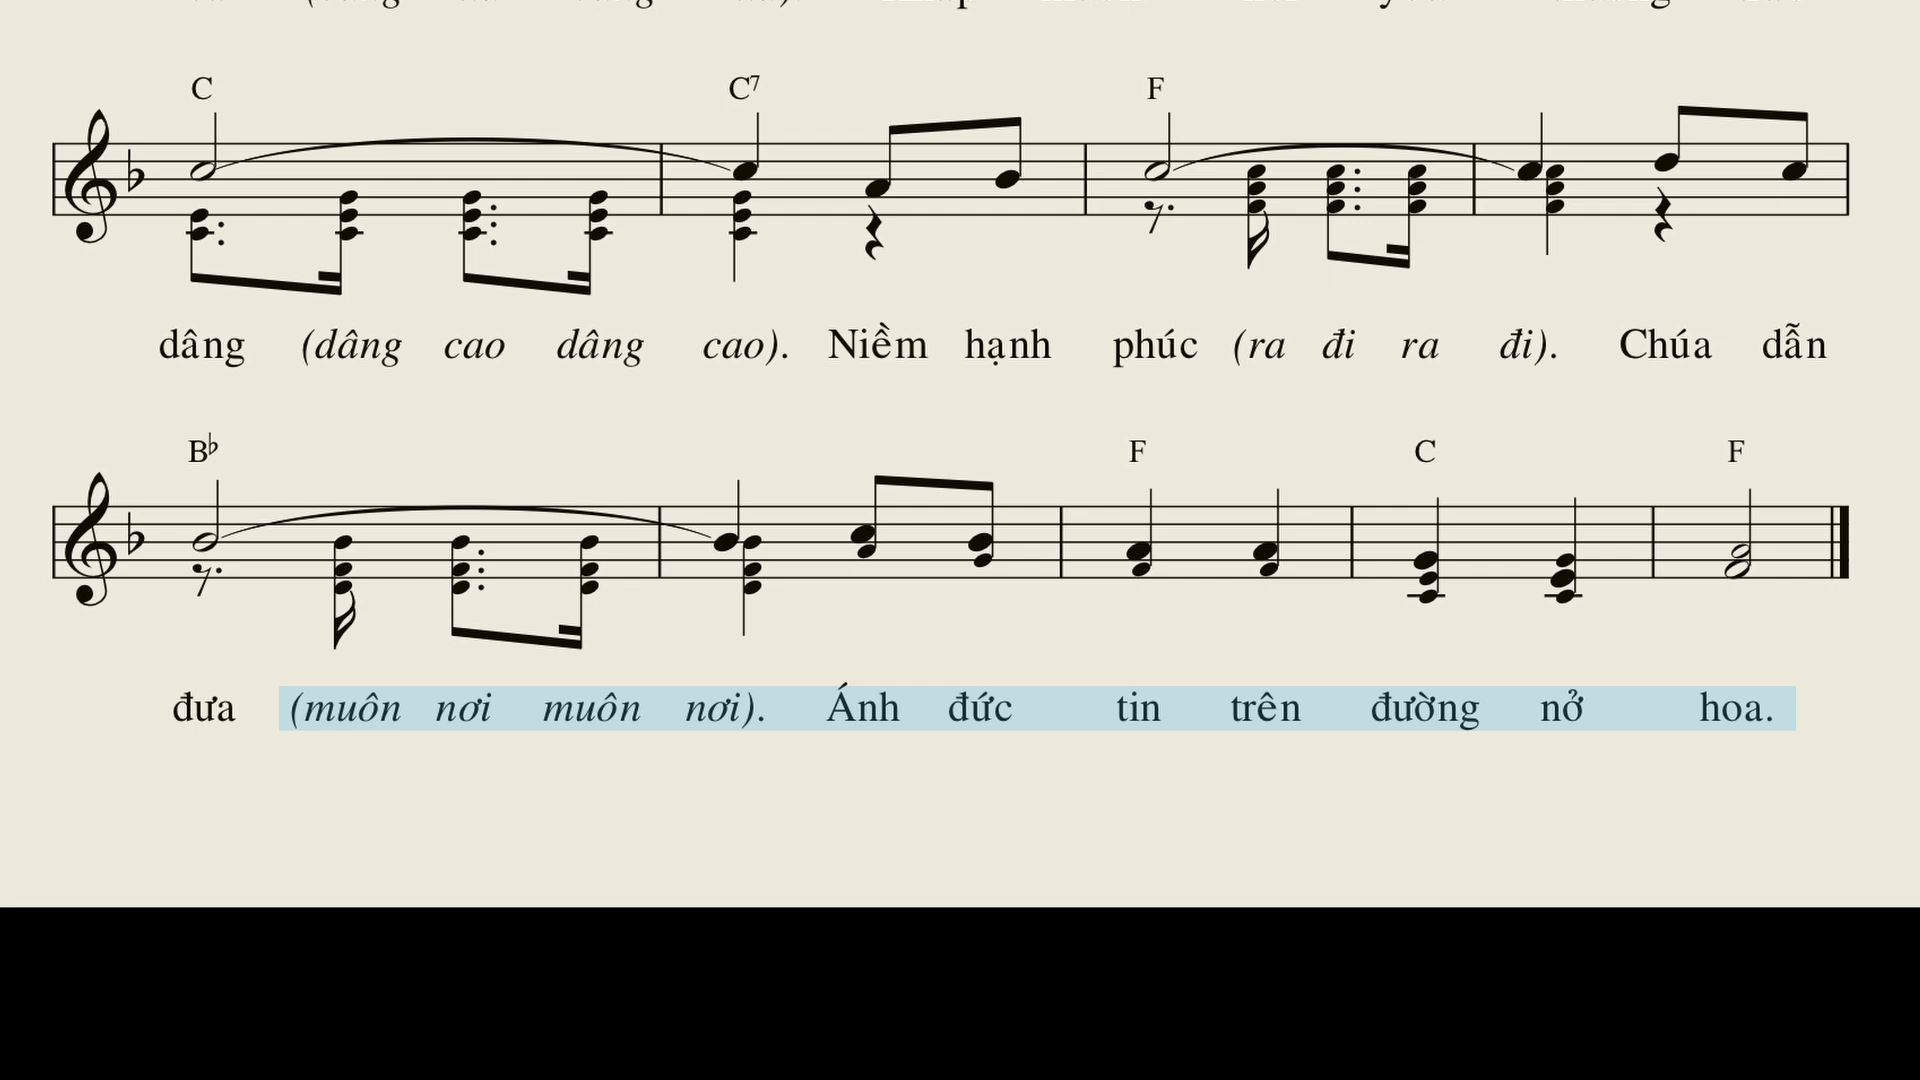 C C7 F
dâng (dâng cao dâng cao). Niềm hạnh phúc (ra đi ra đi). Chúa dẫn
B♭ F C F
đưa (muôn nơi muôn nơi). Ánh đức tin trên đường nở hoa.